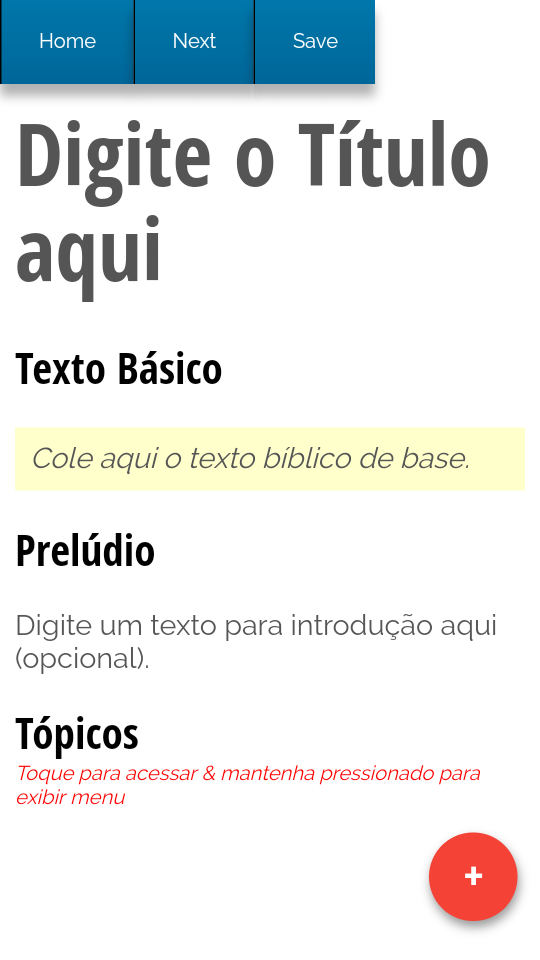 Home Next Save
Digite o Título
aqui
Texto Básico
Cole aqui o texto bíblico de base.
Prelúdio
Digite um texto para introdução aqui
(opcional).
Tópicos
Toque para acessar & mantenha pressionado para
exibir menu
+